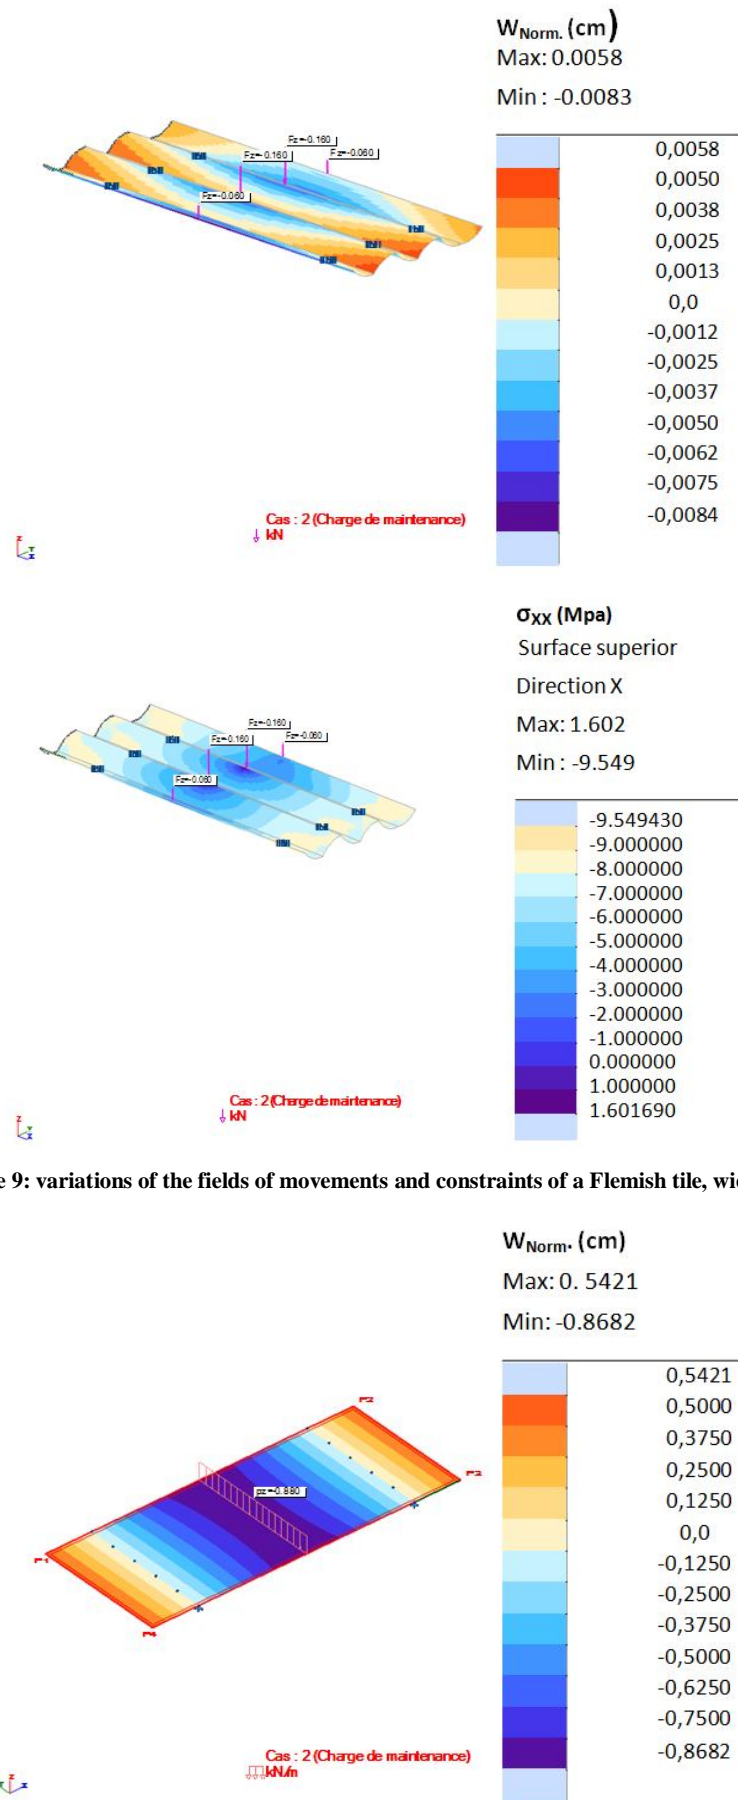 W Norm. (cm)
Max: 0.0058
Min : -0.0083
0,0058
0,0050
0,0038
0,0025
0,0013
0,0
-0,0012
-0,0025
-0,0037
-0,0050
-0,0062
-0,0075
-0,0084
Fz=-0.160
Fz=-0.160
Fz=-0.060
Fz=-0.060
Cas : 2 (Charge de maintenance)
kN
σXX (Mpa)
Surface superior
Direction X
Max: 1.602
Min : -9.549
-9.549430
-9.000000
-8.000000
-7.000000
-6.000000
-5.000000
-4.000000
-3.000000
-2.000000
-1.000000
0.000000
1.000000
1.601690
Fz=-0.160
Fz=-0.160
Fz=-0.060
Fz=-0.060
Cas : 2 (Charge de maintenance)
kN
9: variations of the fields of movements and constraints of a Flemish tile,
W Norm. (cm)
Max: 0. 5421
Min: -0.8682
0,5421
0,5000
0,3750
0,2500
0,1250
0,0
-0,1250
-0,2500
-0,3750
-0,5000
-0,6250
-0,7500
-0,8682
pz=-0.880
Cas : 2 (Charge de maintenance)
kN/m